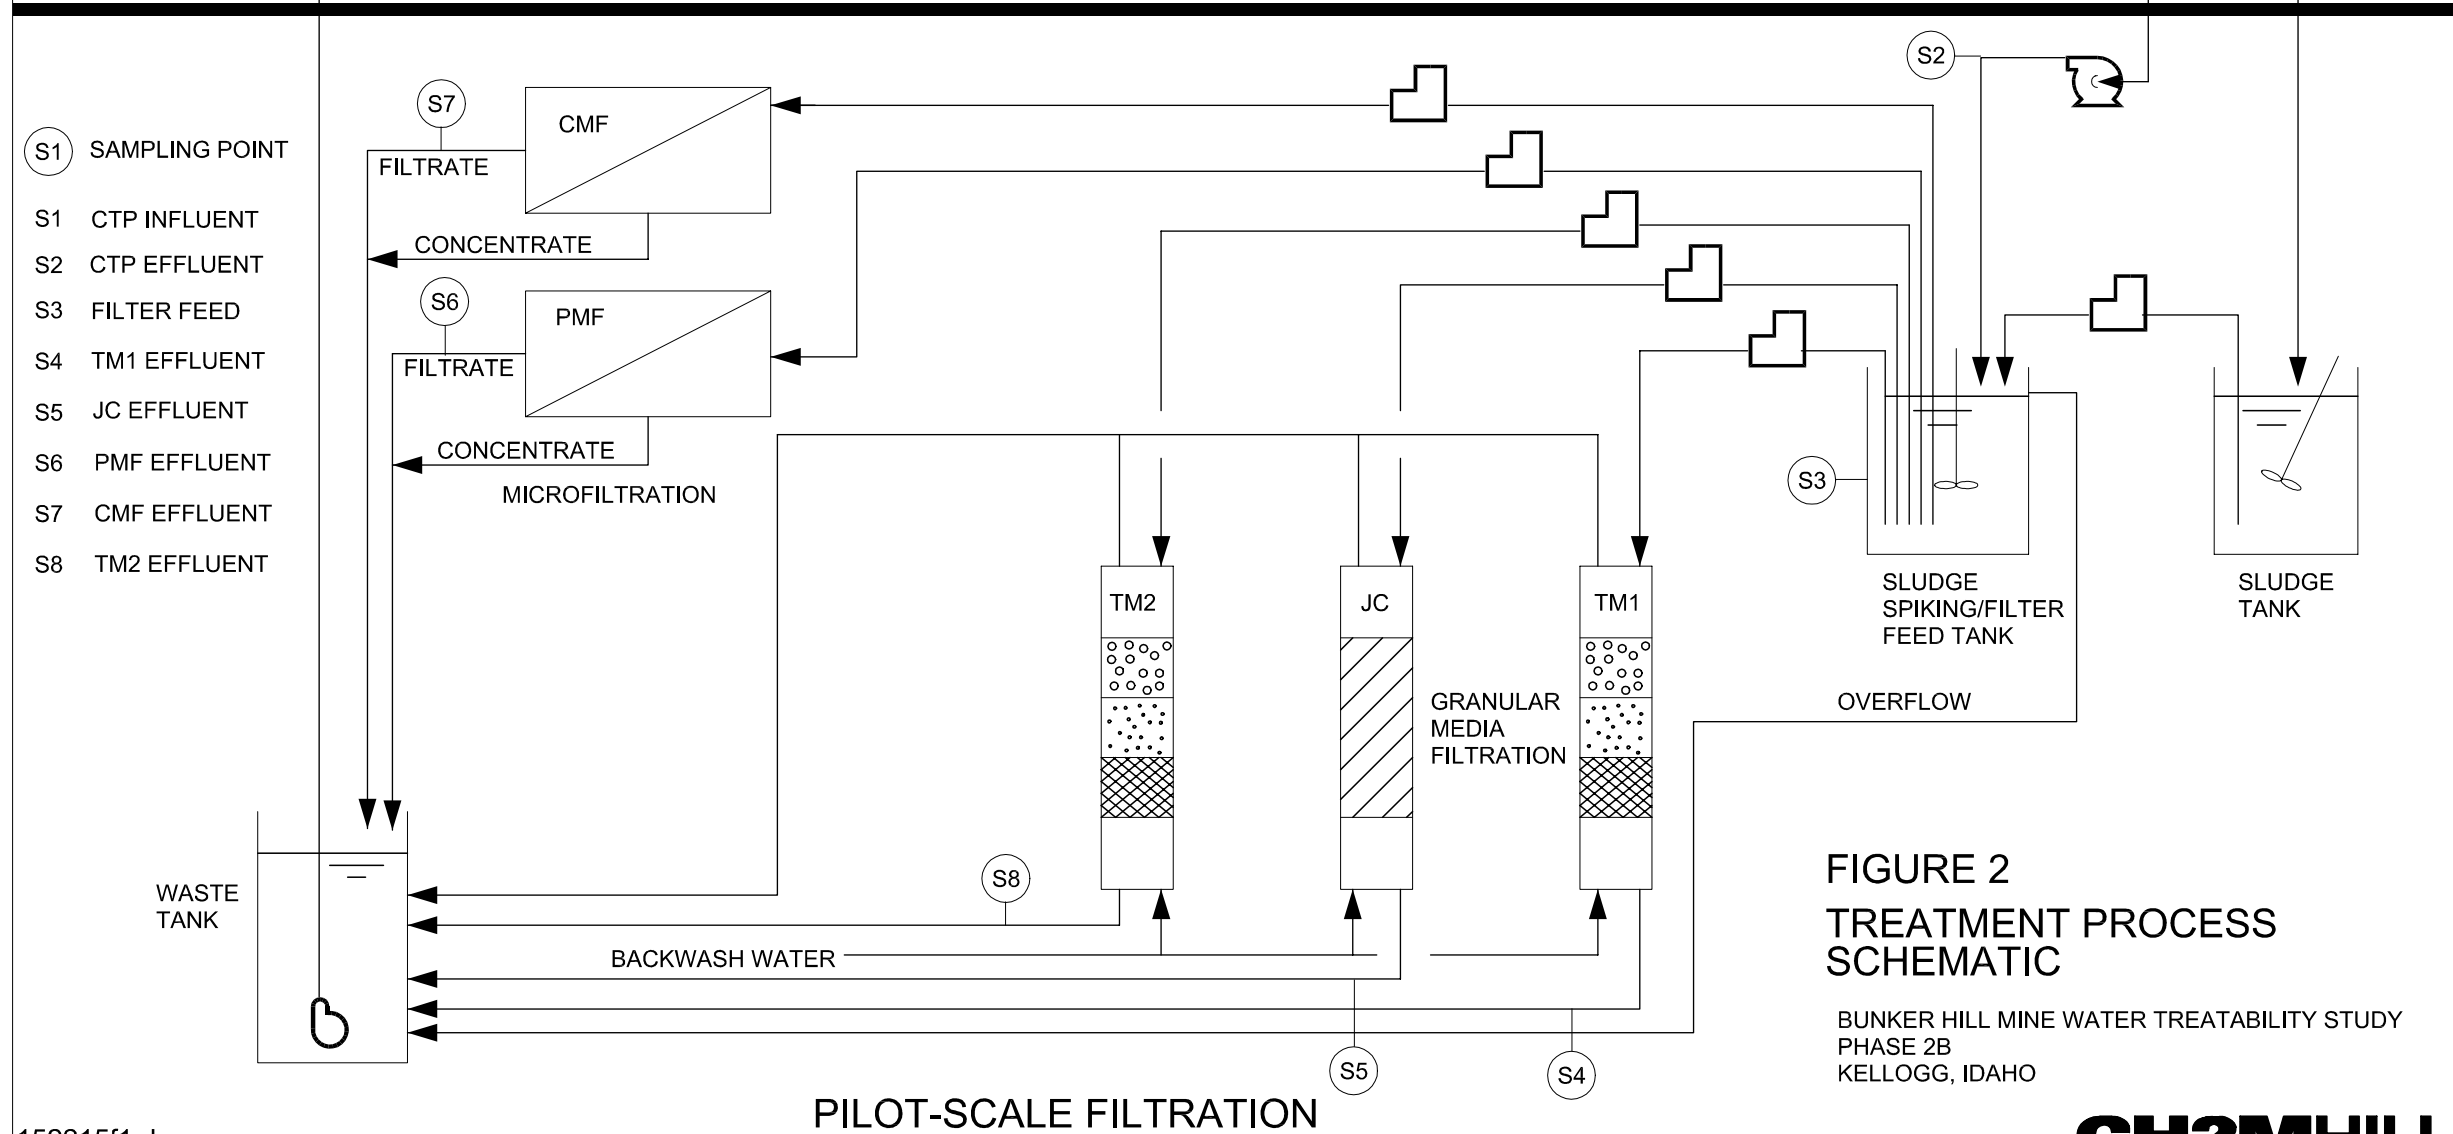 S2
S7
CMF
S1 SAMPLING POINT
FILTRATE
S1 CTP INFLUENT
CONCENTRATE
S2 CTP EFFLUENT
S6
S3 FILTER FEED
PMF
S4 TM1 EFFLUENT
FILTRATE
S5 JC EFFLUENT
CONCENTRATE
S6 PMF EFFLUENT
MICROFILTRATION
S3
S7 CMF EFFLUENT
S8 TM2 EFFLUENT
TM2
JC
TM1
SLUDGE
SPIKING/FILTER
FEED TANK
SLUDGE
TANK
GRANULAR
MEDIA
FILTRATION
OVERFLOW
WASTE
TANK
S8
BACKWASH WATER
S5
S4
FIGURE 2
TREATMENT PROCESS
SCHEMATIC
BUNKER HILL MINE WATER TREATABILITY STUDY
PHASE 2B
KELLOGG, IDAHO
PILOT-SCALE FILTRATION
CH2MHILL